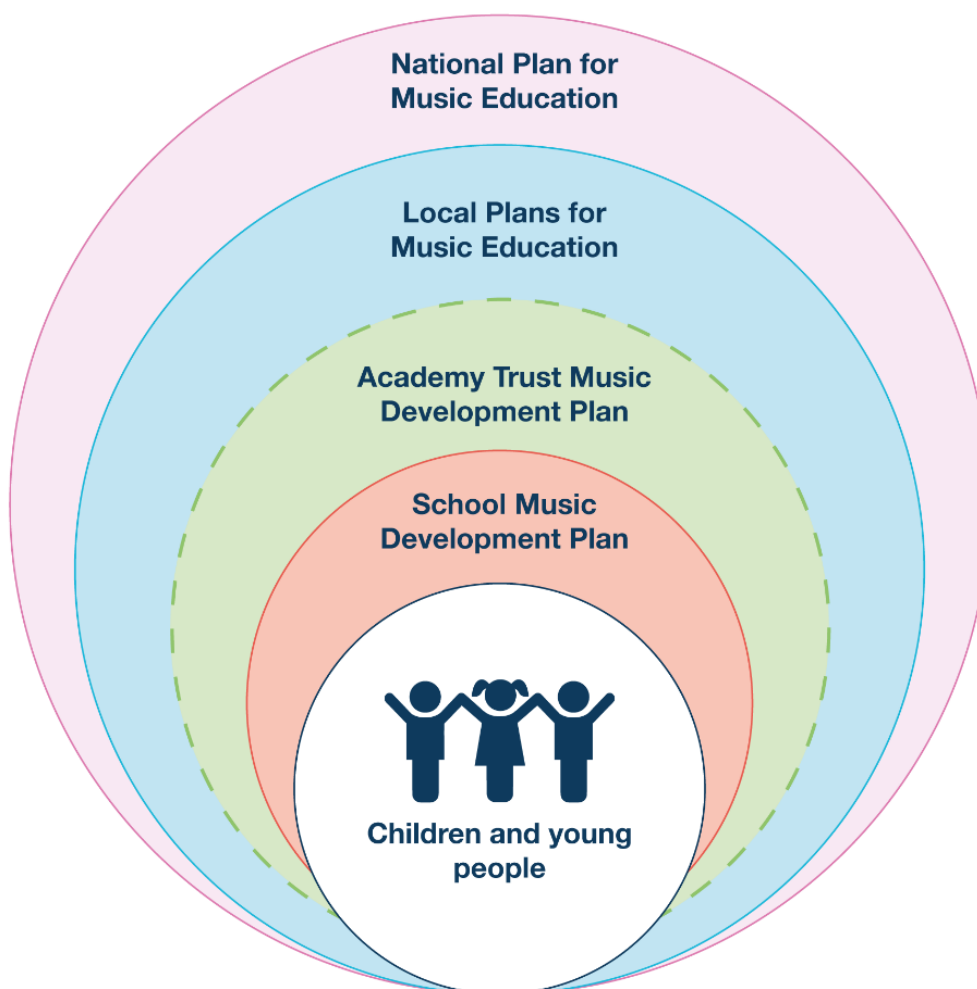 National Plan for
Music Education
Local Plans for
Music Education
Academy Trust Music
Development Plan
School Music
Development Plan
Children and young
people